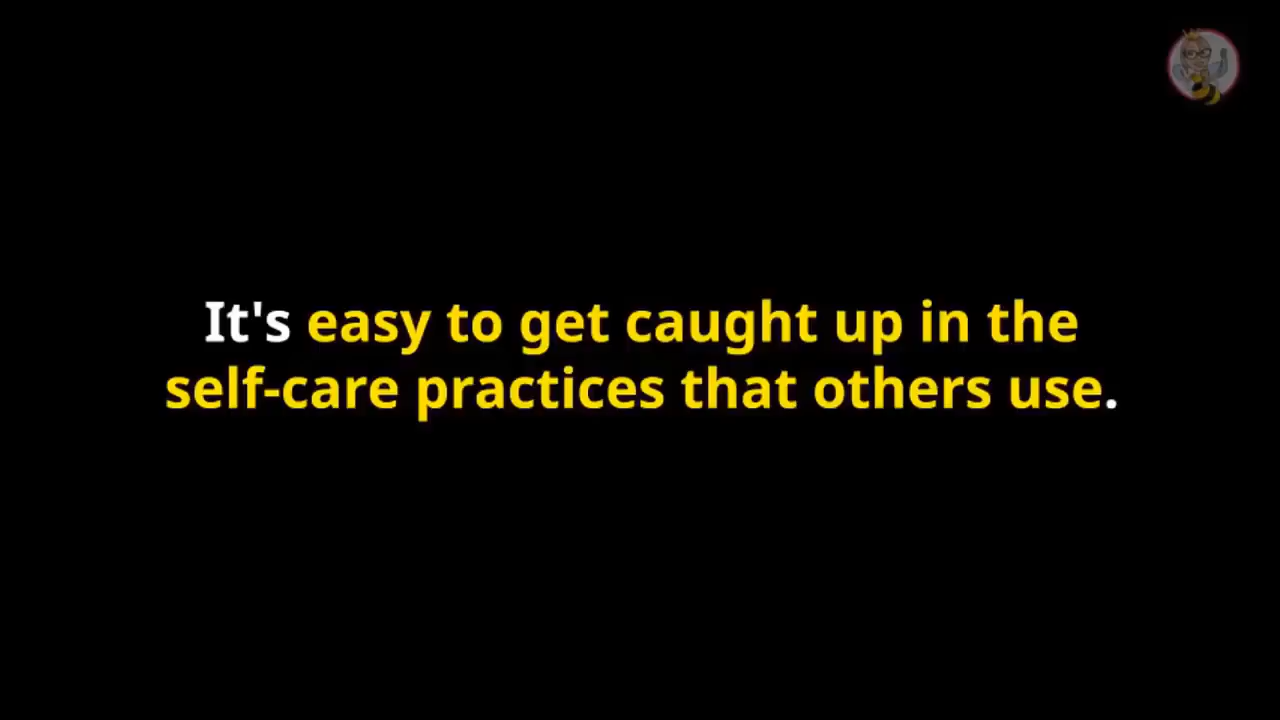 It's easy to get caught up in the
self-care practices that others use.